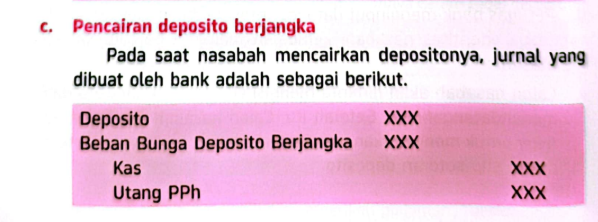 c. Pencairan deposito berjangka
Pada saat nasabah mencairkan depositonya, jurnal yang
dibuat oleh bank adalah sebagai berikut.
Deposito XXX
Beban Bunga Deposito Berjangka XXX
Kas XXX
Utang PPh XXX